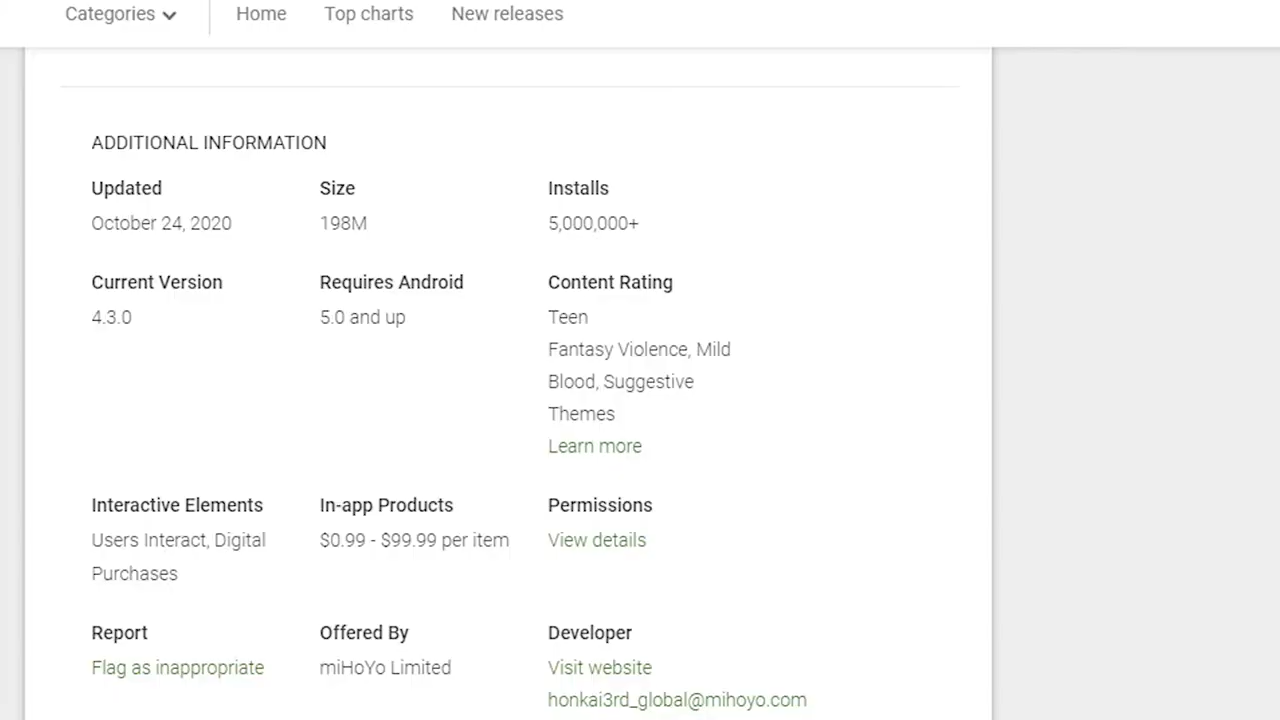 Categories Home Top charts New releases
ADDITIONAL INFORMATION
Updated Size Installs
October 24, 2020 198M 5,000,000+
Current Version Requires Android Content Rating
4.3.0 5.0 and up Teen
Fantasy Violence, Mild
Blood, Suggestive
Themes
Learn more
Interactive Elements In-app Products Permissions
Users Interact, Digital $0.99 - $99.99 per item View details
Purchases
Report Offered By Developer
Flag as inappropriate miHoYo Limited Visit website
honkai3rd_global@mihoyo.com